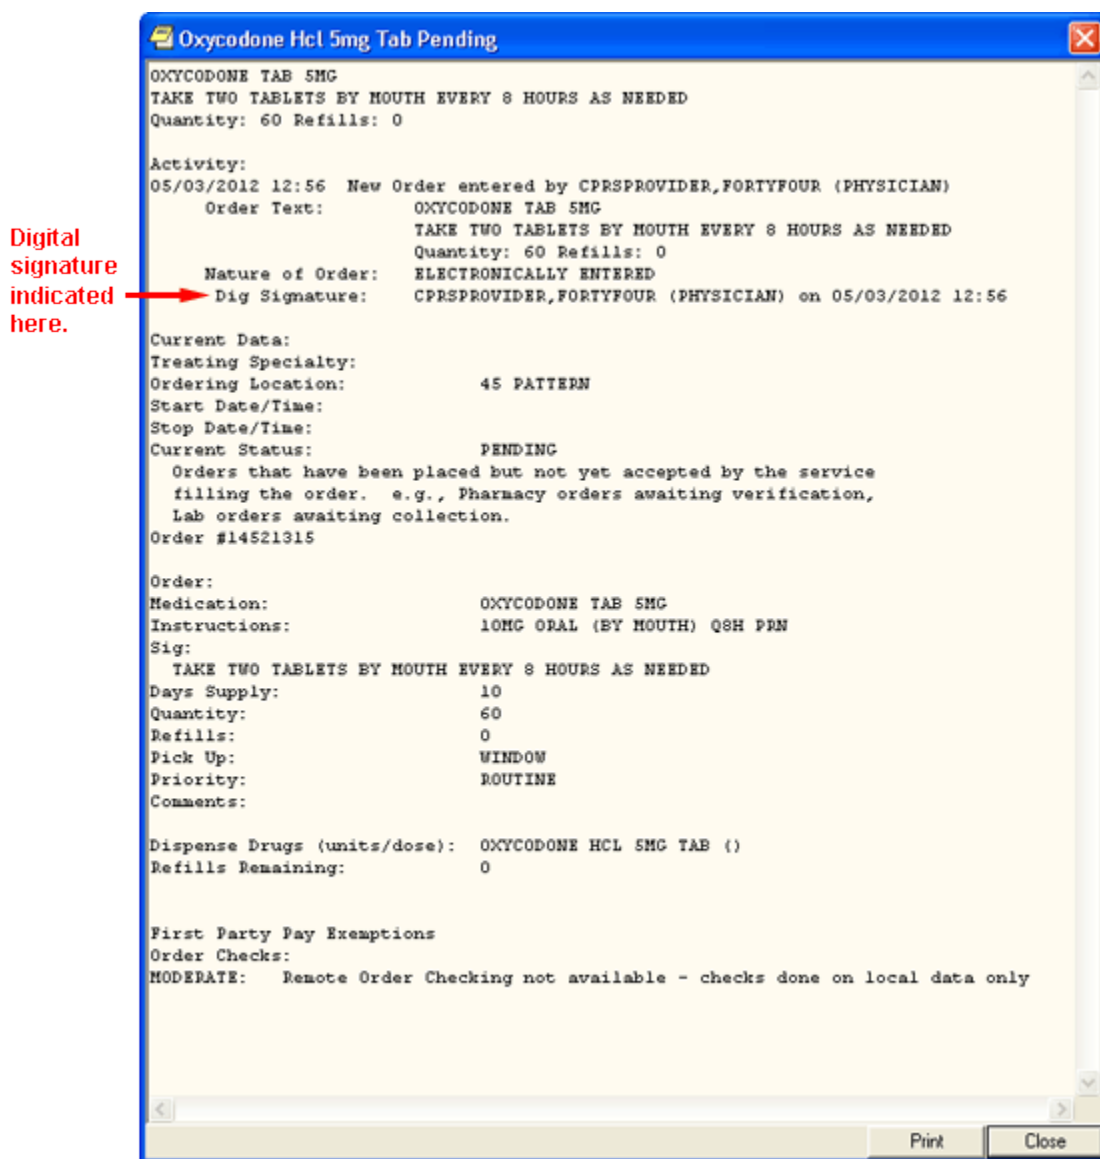 Oxycodone Hcl 5mg Tab Pending
OXYCODONE TAB 5MG
TAKE TWO TABLETS BY MOUTH EVERY 8 HOURS AS NEEDED
Quantity: 60 Refills: 0
Activity:
05/03/2012 12:56 New Order entered by CPRSPROVIDER,FORTYFOUR (PHYSICIAN)
Order Text: OXYCODONE TAB 5MG
TAKE TWO TABLETS BY MOUTH EVERY 8 HOURS AS NEEDED
Quantity: 60 Refills: 0
Nature of Order: ELECTRONICALLY ENTERED
Dig Signature: CPRSPROVIDER,FORTYFOUR (PHYSICIAN) on 05/03/2012 12:56
Digital
signature
indicated
here.
Current Data:
Treating Specialty:
Ordering Location: 45 PATTERN
Start Date/Time:
Stop Date/Time:
Current Status: PENDING
Orders that have been placed but not yet accepted by the service
filling the order. e.g., Pharmacy orders awaiting verification,
Lab orders awaiting collection.
Order #14521315
Order:
Medication: OXYCODONE TAB 5MG
Instructions: 10MG ORAL (BY MOUTH) Q8H PRN
Sig:
TAKE TWO TABLETS BY MOUTH EVERY 8 HOURS AS NEEDED
Days Supply: 10
Quantity: 60
Refills: 0
Pick Up: WINDOW
Priority: ROUTINE
Comments:
Dispense Drugs (units/dose): OXYCODONE HCL 5MG TAB ()
Refills Remaining: 0
First Party Pay Exemptions
Order Checks:
MODERATE: Remote Order Checking not available - checks done on local data only
Print Close